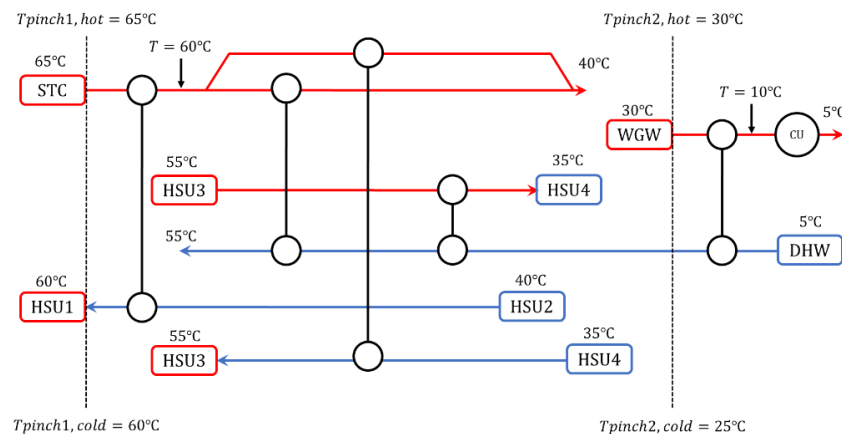 Tpinch1, hot = 65℃
Tpinch2, hot = 30℃
T = 60℃
65℃
STC
40℃
T = 10℃
30℃
WGW
CU
5℃
55℃
HSU3
35℃
HSU4
55℃
5℃
DHW
60℃
HSU1
40℃
HSU2
55℃
HSU3
35℃
HSU4
Tpinch1, cold = 60℃
Tpinch2, cold = 25℃